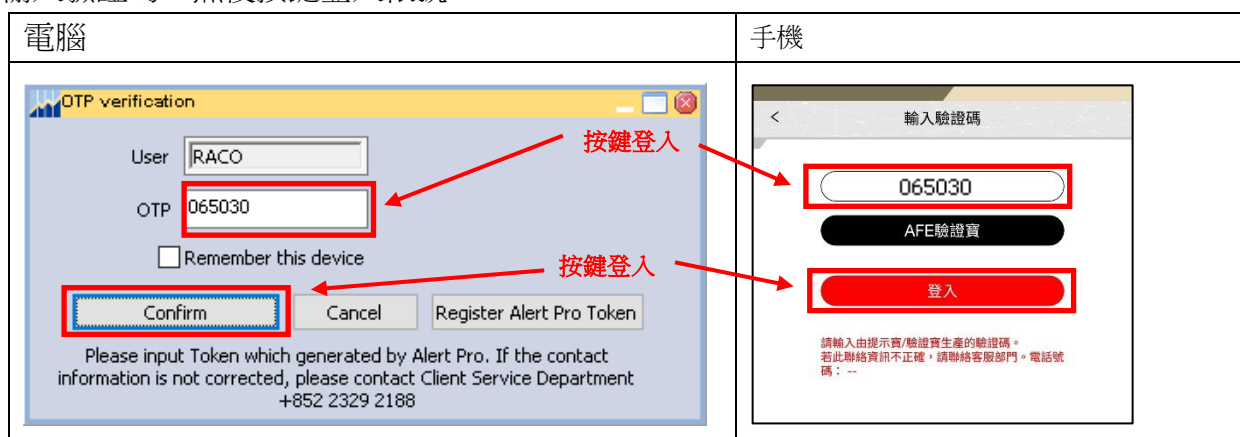 電腦
手機
OTP verification
User RACO
OTP 065030
Remember this device
Confirm
Cancel
Register Alert Pro Token
Please input Token which generated by Alert Pro. If the contact
information is not corrected, please contact Client Service Department
+852 2329 2188
按鍵登入
按鍵登入
< 輸入驗證碼
065030
AFE驗證寶
登入
請輸入由提示寶/驗證寶生產的驗證碼。
若此聯絡資訊不正確,請聯絡客服部門。電話號
碼: --